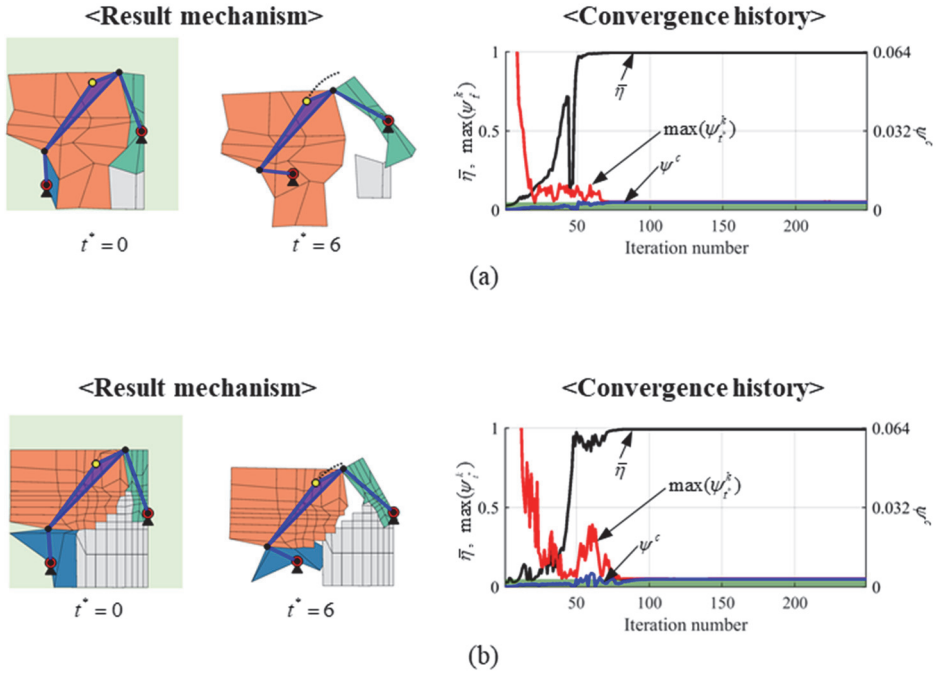 <Result mechanism>
<Convergence history>
t* = 0
t* = 6
1
0.5
0
η̄, max(ψ_t*^ξ̃)
η̄
max(ψ_t*^ξ̃)
ψ^c
0.064
0.032
0
ψ^c
50
100
150
200
Iteration number
(a)
<Result mechanism>
<Convergence history>
t* = 0
t* = 6
1
0.5
0
η̄, max(ψ_t*^ξ̃)
η̄
max(ψ_t*^ξ̃)
ψ^c
0.064
0.032
0
ψ^c
50
100
150
200
Iteration number
(b)